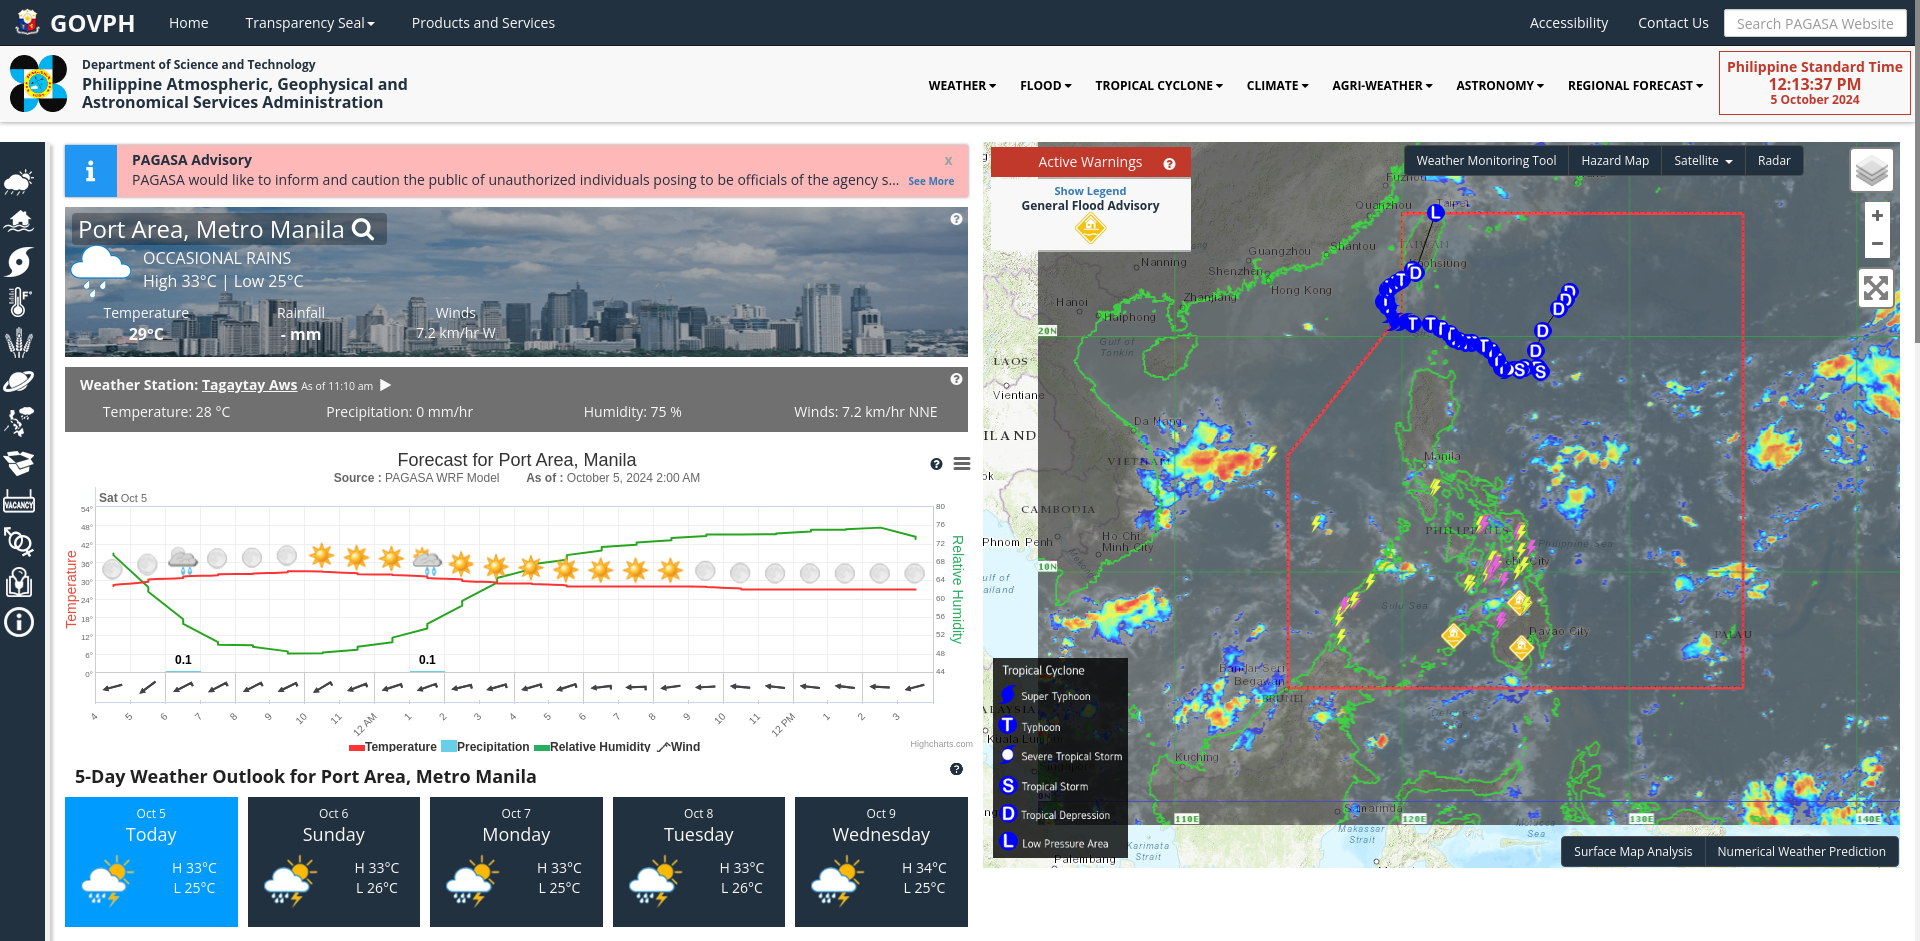 GOVPH Home Transparency Seal Products and Services Accessibility Contact Us Search PAGASA Website
Department of Science and Technology
Philippine Atmospheric, Geophysical and
Astronomical Services Administration
WEATHER FLOOD TROPICAL CYCLONE CLIMATE AGRI-WEATHER ASTRONOMY REGIONAL FORECAST
Philippine Standard Time
12:13:37 PM
5 October 2024
VACANCY
PAGASA Advisory x
PAGASA would like to inform and caution the public of unauthorized individuals posing to be officials of the agency s... See More
Port Area, Metro Manila
OCCASIONAL RAINS
High 33°C | Low 25°C
Temperature Rainfall Winds
29°C - mm 7.2 km/hr W
Weather Station: Tagaytay Aws As of 11:10 am
Temperature: 28 °C Precipitation: 0 mm/hr Humidity: 75 % Winds: 7.2 km/hr NNE
Forecast for Port Area, Manila
Source : PAGASA WRF Model As of : October 5, 2024 2:00 AM
Sat Oct 5
Temperature
54°
48°
42°
36°
30°
24°
18°
12°
6°
0°
80
76
72
68
64
60
56
52
48
44
Relative Humidity
0.1 0.1
4 5 6 7 8 9 10 11 12 AM 1 2 3 4 5 6 7 8 9 10 11 12 PM 1 2 3
Temperature Precipitation Relative Humidity Wind
Highcharts.com
5-Day Weather Outlook for Port Area, Metro Manila
Oct 5
Today
H 33°C
L 25°C
Oct 6
Sunday
H 33°C
L 26°C
Oct 7
Monday
H 33°C
L 25°C
Oct 8
Tuesday
H 33°C
L 26°C
Oct 9
Wednesday
H 34°C
L 25°C
Active Warnings
Show Legend
General Flood Advisory
Weather Monitoring Tool Hazard Map Satellite Radar
+
−
Fuzhou
Quanzhou
Taipei
TAIWAN
Kaohsiung
Shantou
Guangzhou
Shenzhen
Hong Kong
Nanning
Zhanjiang
Hanoi
Haiphong
Gulf of
Tonkin
20N
LAOS
Vientiane
Da Nang
VIETNAM
CAMBODIA
Phnom Penh
Ho Chi
Minh City
10N
Manila
PHILIPPINES
Philippine Sea
Cebu City
Sulu Sea
Davao City
PALAU
Bandar Seri
Begawan
BRUNEI
Kuching
Samarinda
Makassar
Strait
Karimata
Strait
Palembang
Molucca
Sea
110E 120E 130E 140E
Tropical Cyclone
Super Typhoon
T Typhoon
Severe Tropical Storm
S Tropical Storm
D Tropical Depression
L Low Pressure Area
Surface Map Analysis Numerical Weather Prediction